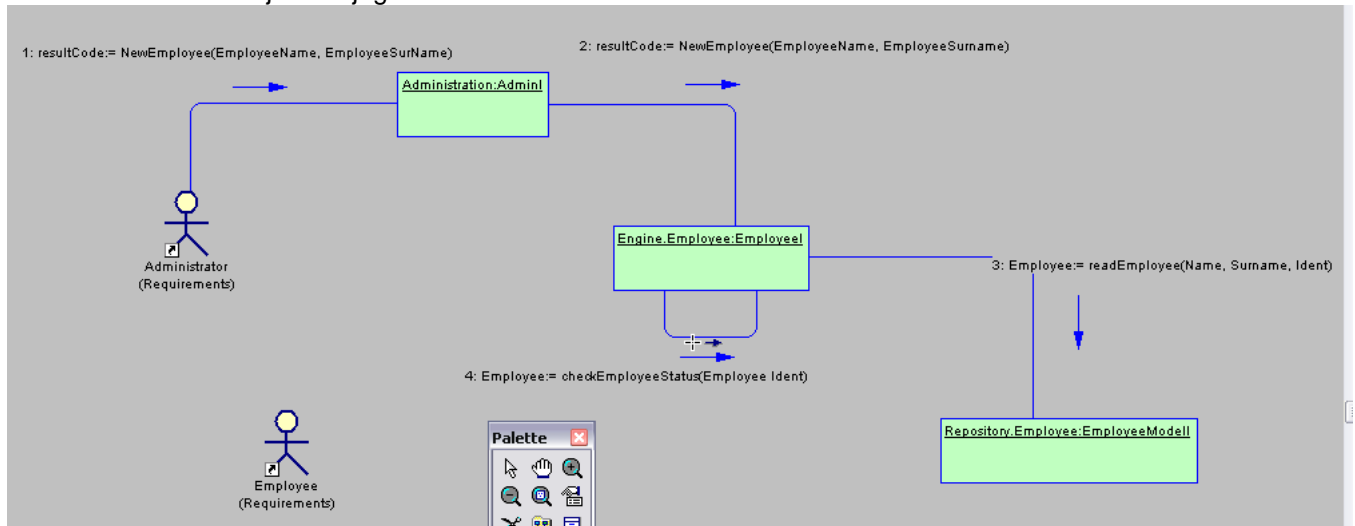 1: resultCode:= NewEmployee(EmployeeName, EmployeeSurName)
2: resultCode:= NewEmployee(EmployeeName, EmployeeSurname)
Administration:AdminI
Administrator
(Requirements)
Engine.Employee:EmployeeI
3: Employee:= readEmployee(Name, Surname, Ident)
4: Employee:= checkEmployeeStatus(Employee Ident)
Employee
(Requirements)
Palette
Repository.Employee:EmployeeModelI